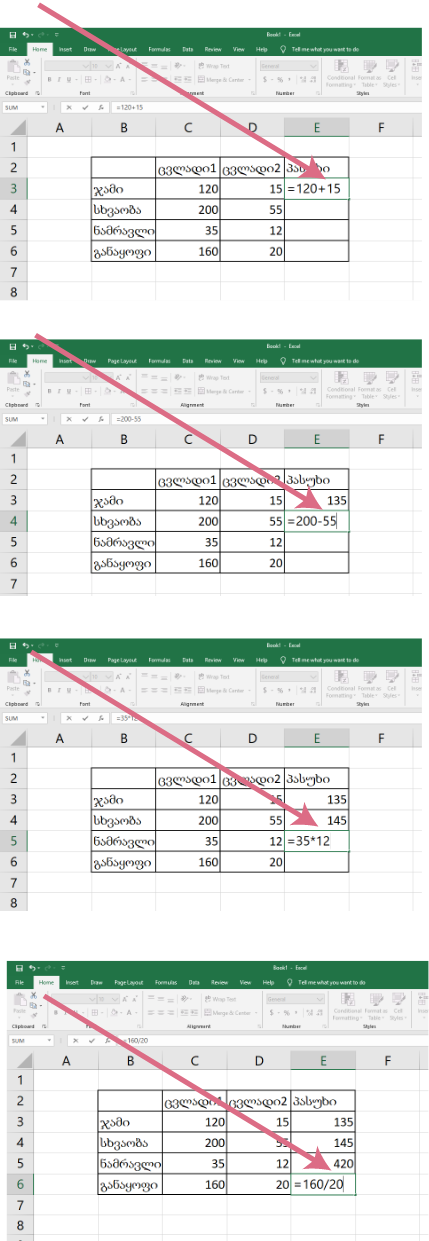 Book1 - Excel
File Home Insert Draw Page Layout Formulas Data Review View Help Tell me what you want to do
Paste Wrap Text General Conditional Format as Cell
Merge & Center Formatting Table Styles
Clipboard Font Alignment Number Styles
SUM =120+15
A B C D E F
1
2 ცვლადი1 ცვლადი2 პასუხი
3 ჯამი 120 15 =120+15
4 სხვაობა 200 55
5 ნამრავლი 35 12
6 განაყოფი 160 20
7
8
Book1 - Excel
File Home Insert Draw Page Layout Formulas Data Review View Help Tell me what you want to do
Paste Wrap Text General Conditional Format as Cell
Merge & Center Formatting Table Styles
Clipboard Font Alignment Number Styles
SUM =200-55
A B C D E F
1
2 ცვლადი1 ცვლადი2 პასუხი
3 ჯამი 120 15 135
4 სხვაობა 200 55 =200-55
5 ნამრავლი 35 12
6 განაყოფი 160 20
7
Book1 - Excel
File Home Insert Draw Page Layout Formulas Data Review View Help Tell me what you want to do
Paste Wrap Text General Conditional Format as Cell
Merge & Center Formatting Table Styles
Clipboard Font Alignment Number Styles
SUM =35*12
A B C D E F
1
2 ცვლადი1 ცვლადი2 პასუხი
3 ჯამი 120 15 135
4 სხვაობა 200 55 145
5 ნამრავლი 35 12 =35*12
6 განაყოფი 160 20
7
8
Book1 - Excel
File Home Insert Draw Page Layout Formulas Data Review View Help Tell me what you want to do
Paste Wrap Text General Conditional Format as Cell
Merge & Center Formatting Table Styles
Clipboard Font Alignment Number Styles
SUM =160/20
A B C D E F
1
2 ცვლადი1 ცვლადი2 პასუხი
3 ჯამი 120 15 135
4 სხვაობა 200 55 145
5 ნამრავლი 35 12 420
6 განაყოფი 160 20 =160/20
7
8